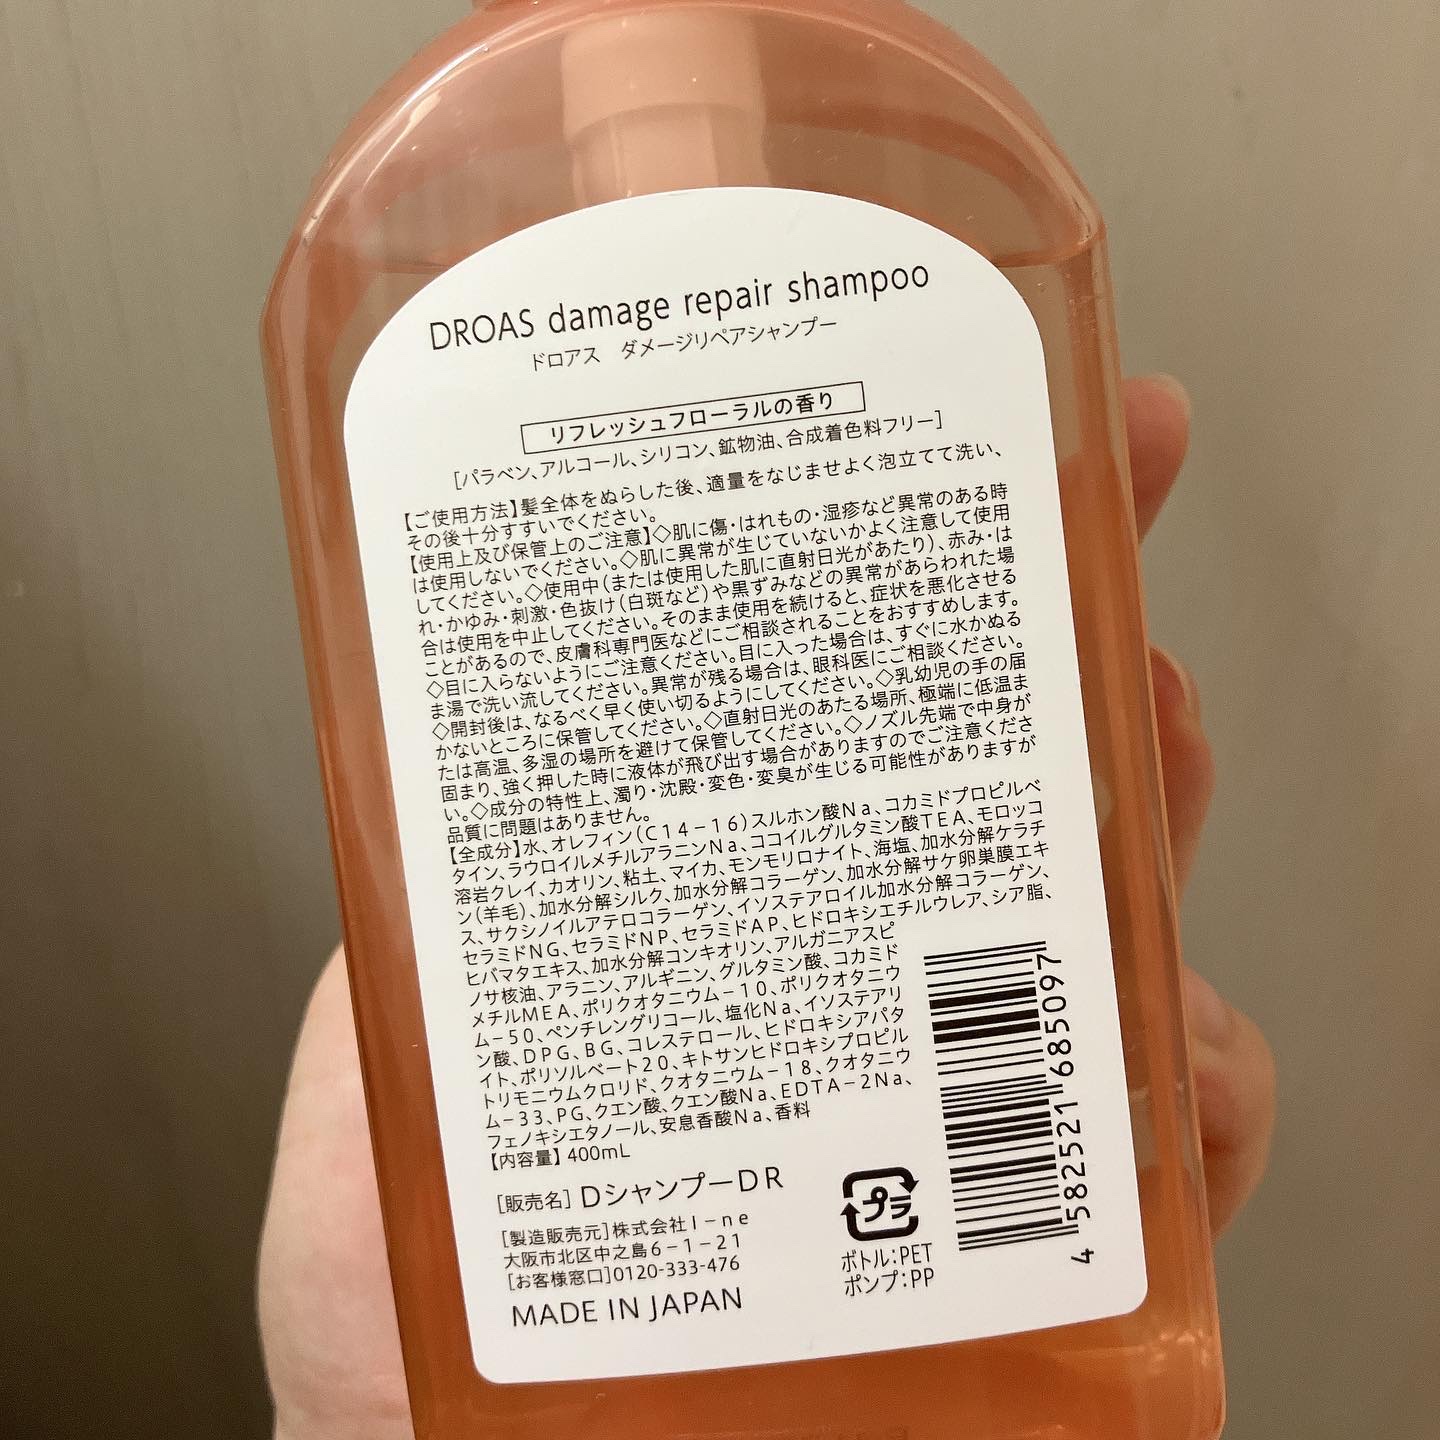 DROAS damage repair shampoo
ドロアス ダメージリペアシャンプー
リフレッシュフローラルの香り
[パラベン、アルコール、シリコン、鉱物油、合成着色料フリー]
【ご使用方法】髪全体をぬらした後、適量をなじませよく泡立てて洗い、
その後十分すすいでください。
【使用上及び保管上のご注意】◇肌に傷・はれもの・湿疹など異常のある時
は使用しないでください。◇肌に異常が生じていないかよく注意して使用
してください。◇使用中(または使用した肌に直射日光があたり)、赤み・は
れ・かゆみ・刺激・色抜け(白斑など)や黒ずみなどの異常があらわれた場
合は使用を中止してください。そのまま使用を続けると、症状を悪化させる
ことがあるので、皮膚科専門医などにご相談されることをおすすめします。
◇目に入らないようにご注意ください。目に入った場合は、すぐに水かぬる
ま湯で洗い流してください。異常が残る場合は、眼科医にご相談ください。
◇開封後は、なるべく早く使い切るようにしてください。◇乳幼児の手の届
かないところに保管してください。◇直射日光のあたる場所、極端に低温ま
たは高温、多湿の場所を避けて保管してください。◇ノズル先端で中身が
固まり、強く押した時に液体が飛び出す場合がありますのでご注意くださ
い。◇成分の特性上、濁り・沈殿・変色・変臭が生じる可能性がありますが
品質に問題はありません。
【全成分】水、オレフィン(C14-16)スルホン酸Na、コカミドプロピルベ
タイン、ラウロイルメチルアラニンNa、ココイルグルタミン酸TEA、モロッコ
溶岩クレイ、カオリン、粘土、マイカ、モンモリロナイト、海塩、加水分解ケラチ
ン(羊毛)、加水分解シルク、加水分解コラーゲン、加水分解サケ卵巣膜エキ
ス、サクシノイルアテロコラーゲン、イソステアロイル加水分解コラーゲン、
セラミドNG、セラミドNP、セラミドAP、ヒドロキシエチルウレア、シア脂、
ヒバマタエキス、加水分解コンキオリン、アルガニアスピ
ノサ核油、アラニン、アルギニン、グルタミン酸、コカミド
メチルMEA、ポリクオタニウム-10、ポリクオタニウ
ム-50、ペンチレングリコール、塩化Na、イソステアリ
ン酸、DPG、BG、コレステロール、ヒドロキシアパタ
イト、ポリソルベート20、キトサンヒドロキシプロピル
トリモニウムクロリド、クオタニウム-18、クオタニウ
ム-33、PG、クエン酸、クエン酸Na、EDTA-2Na、
フェノキシエタノール、安息香酸Na、香料
【内容量】400mL
[販売名] DシャンプーDR
[製造販売元]株式会社I-ne
大阪市北区中之島6-1-21
[お客様窓口]0120-333-476
MADE IN JAPAN
プラ
ボトル:PET
ポンプ:PP
4 582521 685097